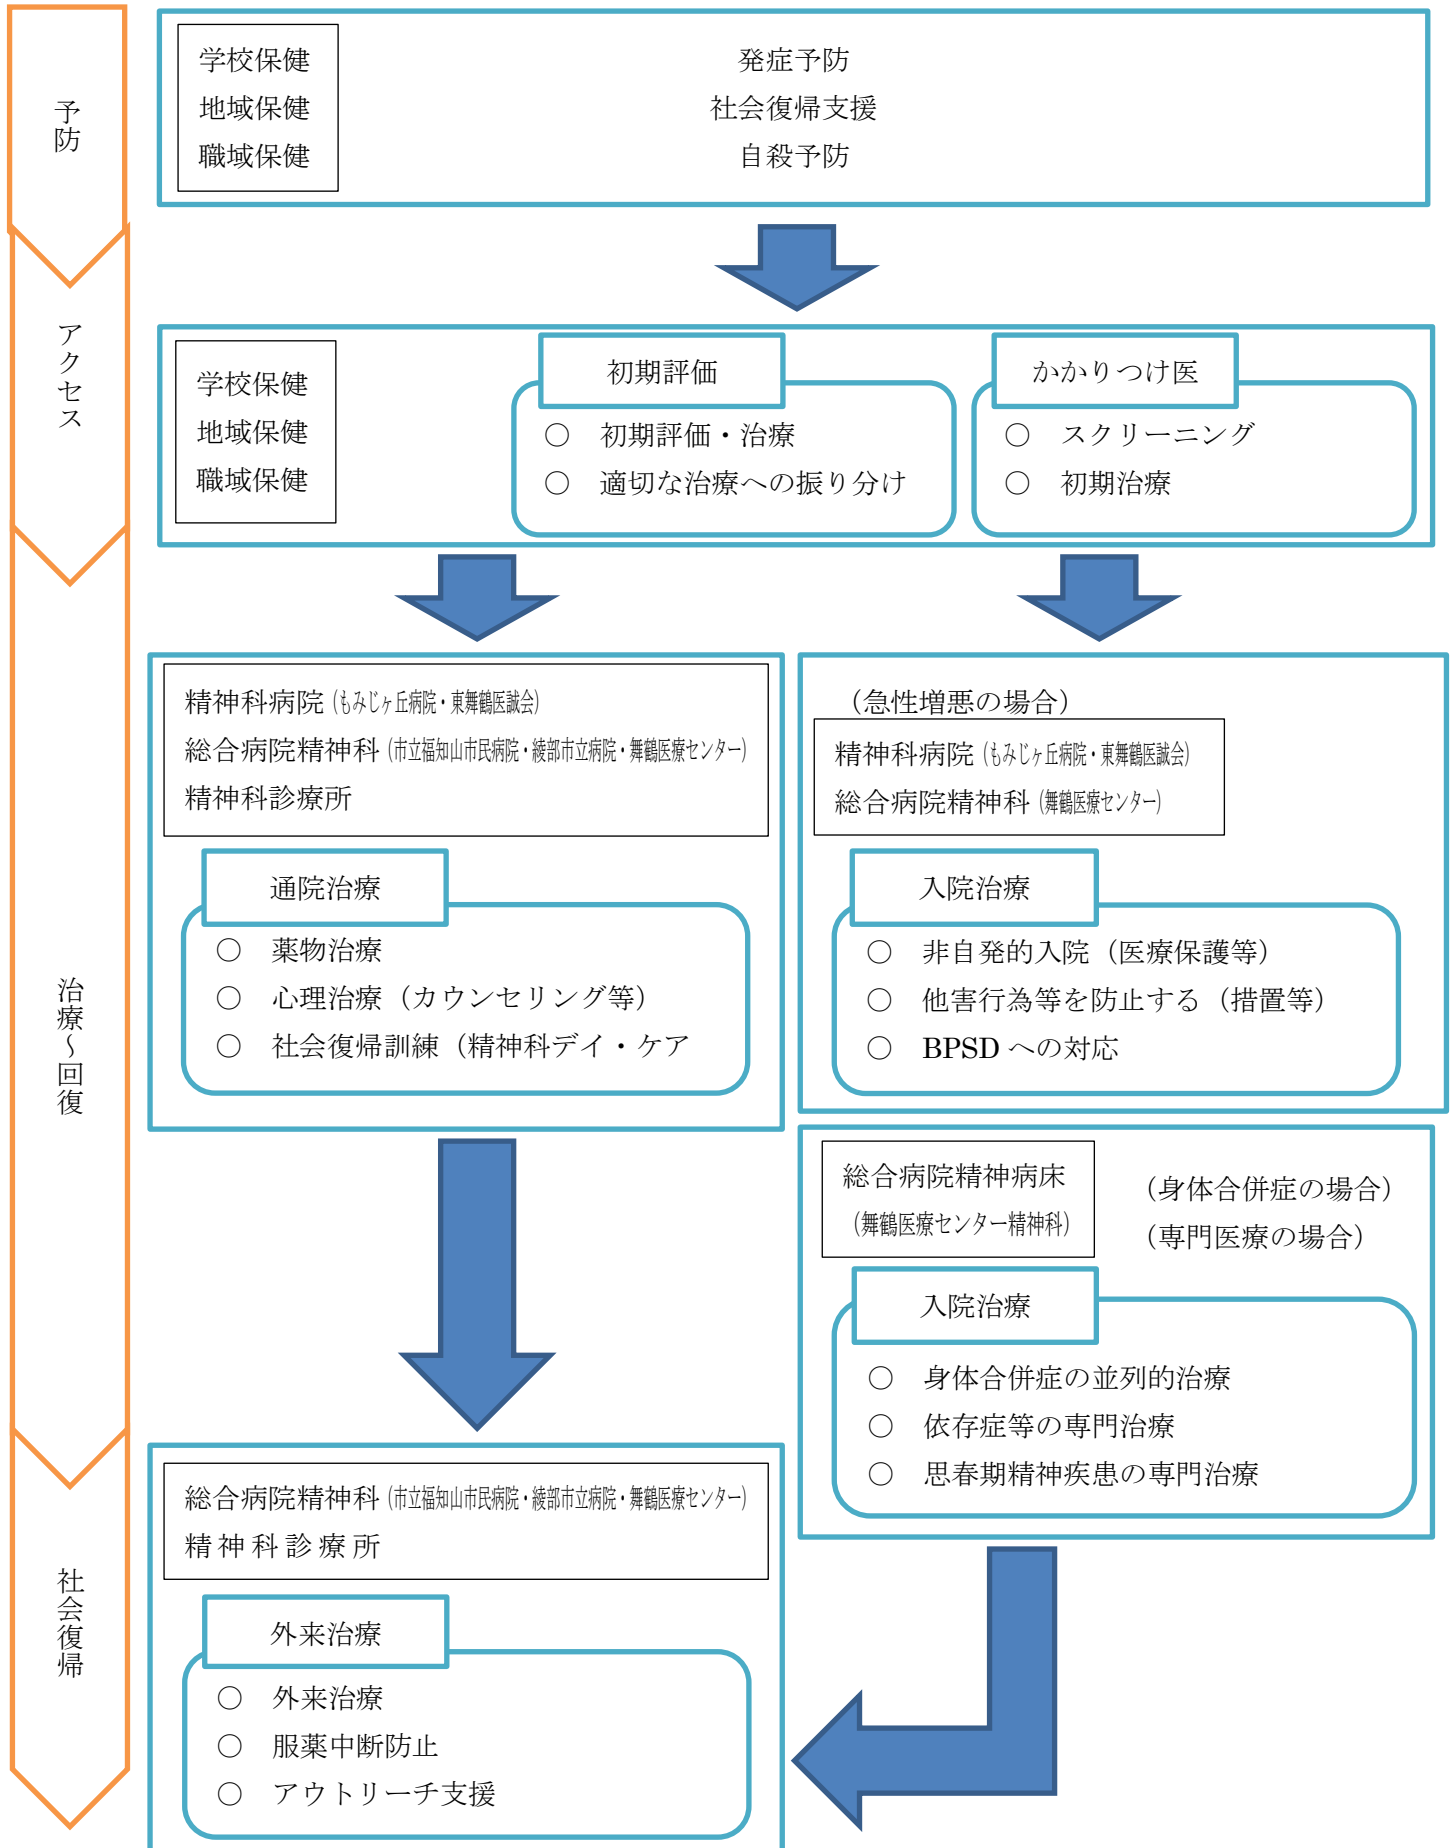 予防
学校保健
地域保健
職域保健
発症予防
社会復帰支援
自殺予防
アクセス
学校保健
地域保健
職域保健
初期評価
○ 初期評価・治療
○ 適切な治療への振り分け
かかりつけ医
○ スクリーニング
○ 初期治療
治療~回復
精神科病院(もみじヶ丘病院・東舞鶴医誠会)
総合病院精神科(市立福知山市民病院・綾部市立病院・舞鶴医療センター)
精神科診療所
通院治療
○ 薬物治療
○ 心理治療(カウンセリング等)
○ 社会復帰訓練(精神科デイ・ケア
(急性増悪の場合)
精神科病院(もみじヶ丘病院・東舞鶴医誠会)
総合病院精神科(舞鶴医療センター)
入院治療
○ 非自発的入院(医療保護等)
○ 他害行為等を防止する(措置等)
○ BPSD への対応
総合病院精神病床
(舞鶴医療センター精神科)
(身体合併症の場合)
(専門医療の場合)
入院治療
○ 身体合併症の並列的治療
○ 依存症等の専門治療
○ 思春期精神疾患の専門治療
社会復帰
総合病院精神科(市立福知山市民病院・綾部市立病院・舞鶴医療センター)
精神科診療所
外来治療
○ 外来治療
○ 服薬中断防止
○ アウトリーチ支援